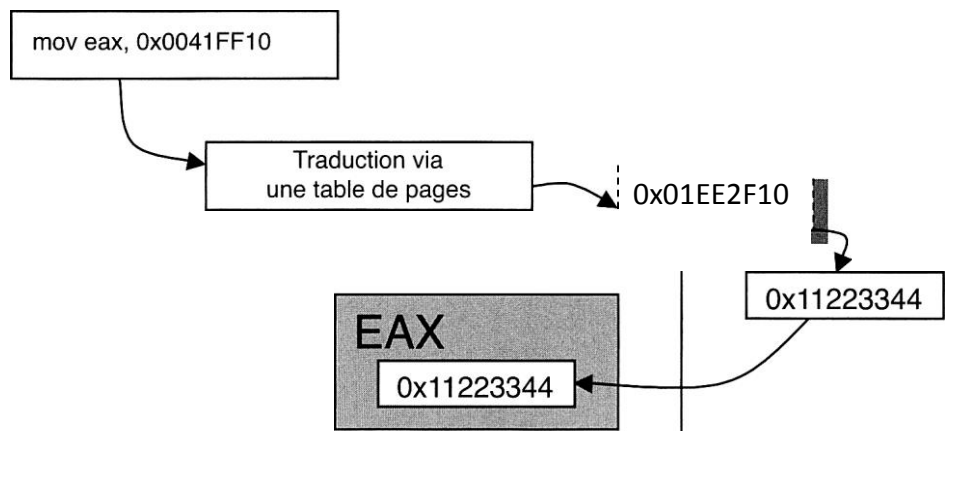 mov eax, 0x0041FF10
Traduction via
une table de pages
0x01EE2F10
0x11223344
EAX
0x11223344